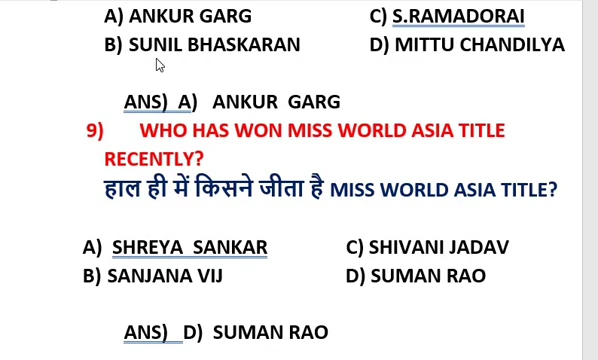 A) ANKUR GARG C) S.RAMADORAI
B) SUNIL BHASKARAN D) MITTU CHANDILYA
ANS) A) ANKUR GARG
9) WHO HAS WON MISS WORLD ASIA TITLE
RECENTLY?
हाल ही में किसने जीता है MISS WORLD ASIA TITLE?
A) SHREYA SANKAR C) SHIVANI JADAV
B) SANJANA VIJ D) SUMAN RAO
ANS) D) SUMAN RAO